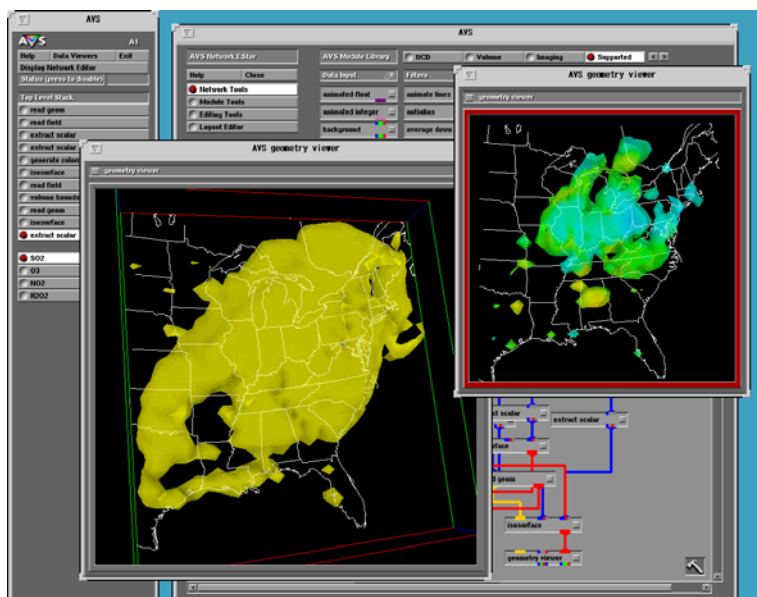 AVS
AVS
A1
Help Data Viewers Exit
Display Network Editor
Status (press to disable)
Top Level Stack
read geom
read field
extract scalar
extract scalar
generate color
isosurface
read field
volume bounds
read geom
isosurface
extract scalar
SO2
O3
NO2
H2O2
AVS
AVS Network Editor
Help Close
Network Tools
Module Tools
Editing Tools
Layout Editor
AVS Module Library
UCD
Volume
Imaging
Supported
Data Input
Filters
animated float
animate lines
animated integer
antialias
background
average down
AVS geometry viewer
geometry viewer
AVS geometry viewer
geometry viewer
ct scalar
extract scalar
rface
d geom
isosurface
geometry viewer